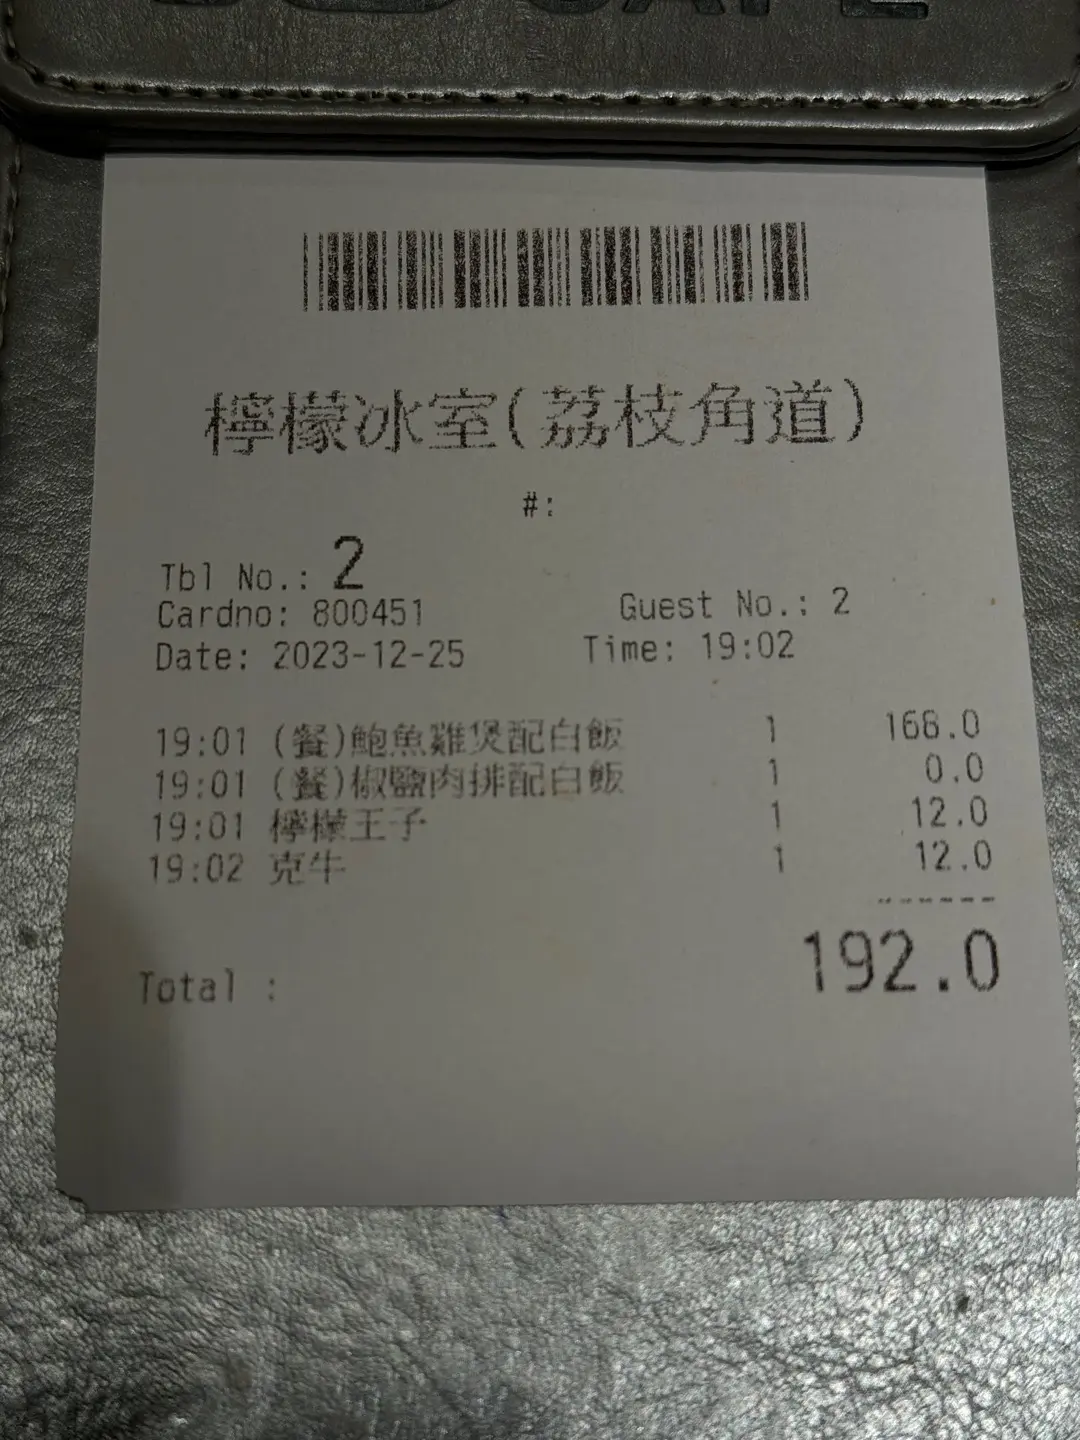 檸檬冰室(荔枝角道)
#:
Tbl No.: 2
Cardno: 800451 Guest No.: 2
Date: 2023-12-25 Time: 19:02
19:01 (餐)鮑魚雞煲配白飯 1 168.0
19:01 (餐)椒鹽肉排配白飯 1 0.0
19:01 檸檬王子 1 12.0
19:02 克牛 1 12.0
------
Total : 192.0